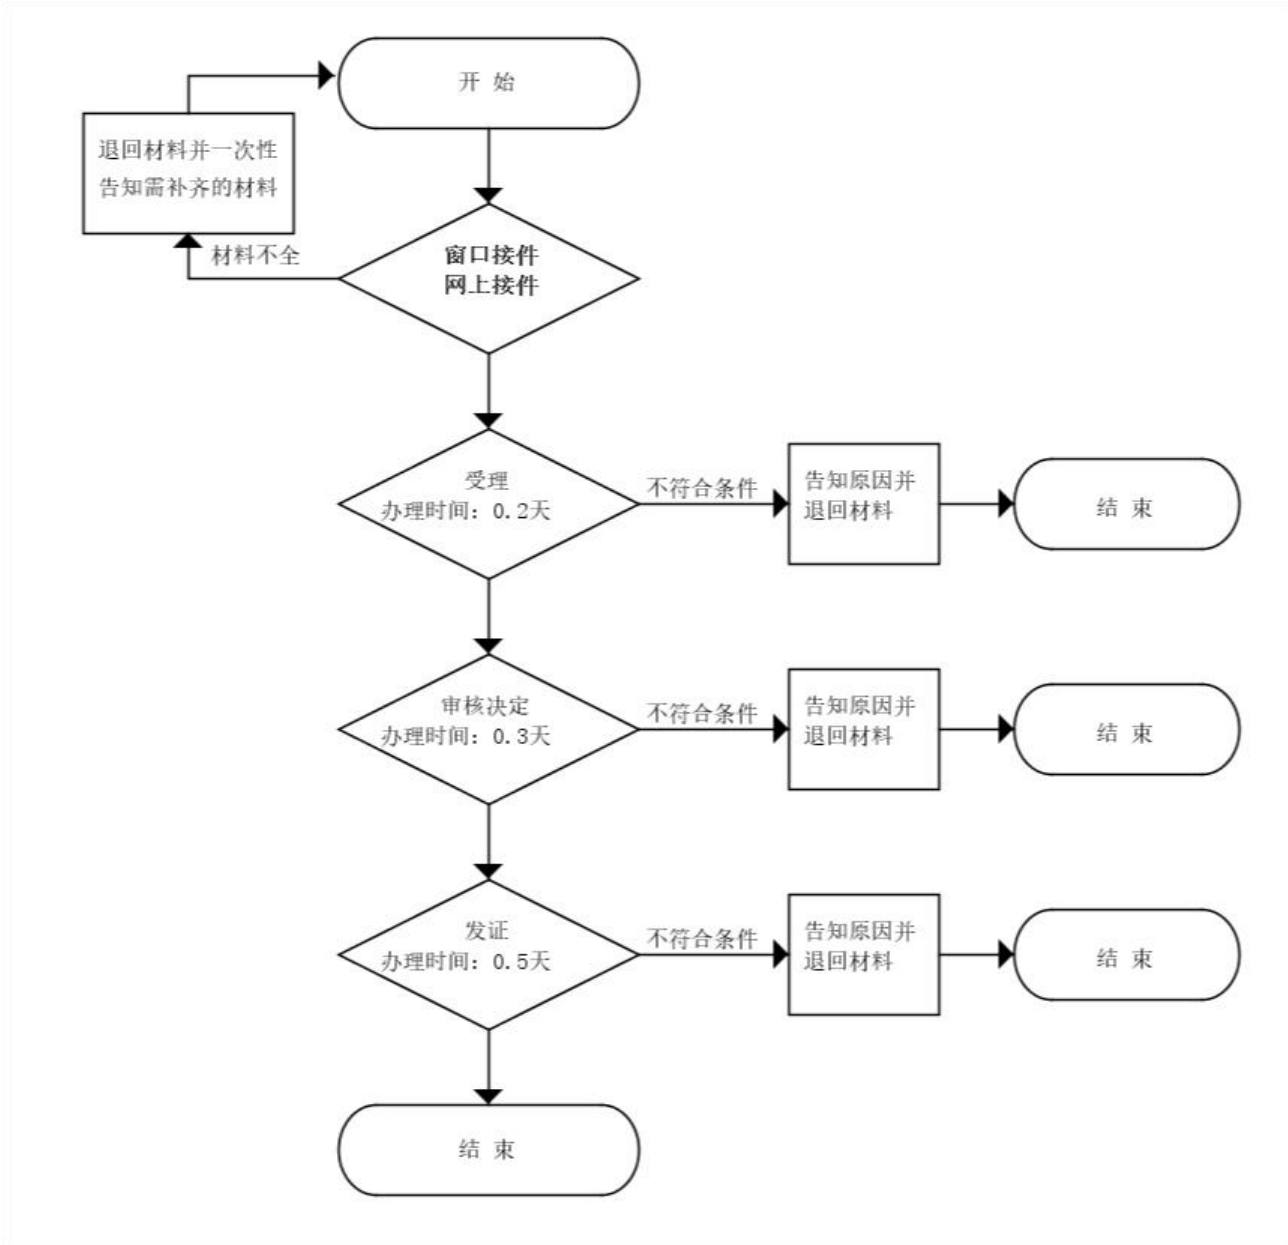 开 始
退回材料并一次性
告知需补齐的材料
材料不全
窗口接件
网上接件
受理
办理时间：0.2天
不符合条件
告知原因并
退回材料
结 束
审核决定
办理时间：0.3天
不符合条件
告知原因并
退回材料
结 束
发证
办理时间：0.5天
不符合条件
告知原因并
退回材料
结 束
结 束